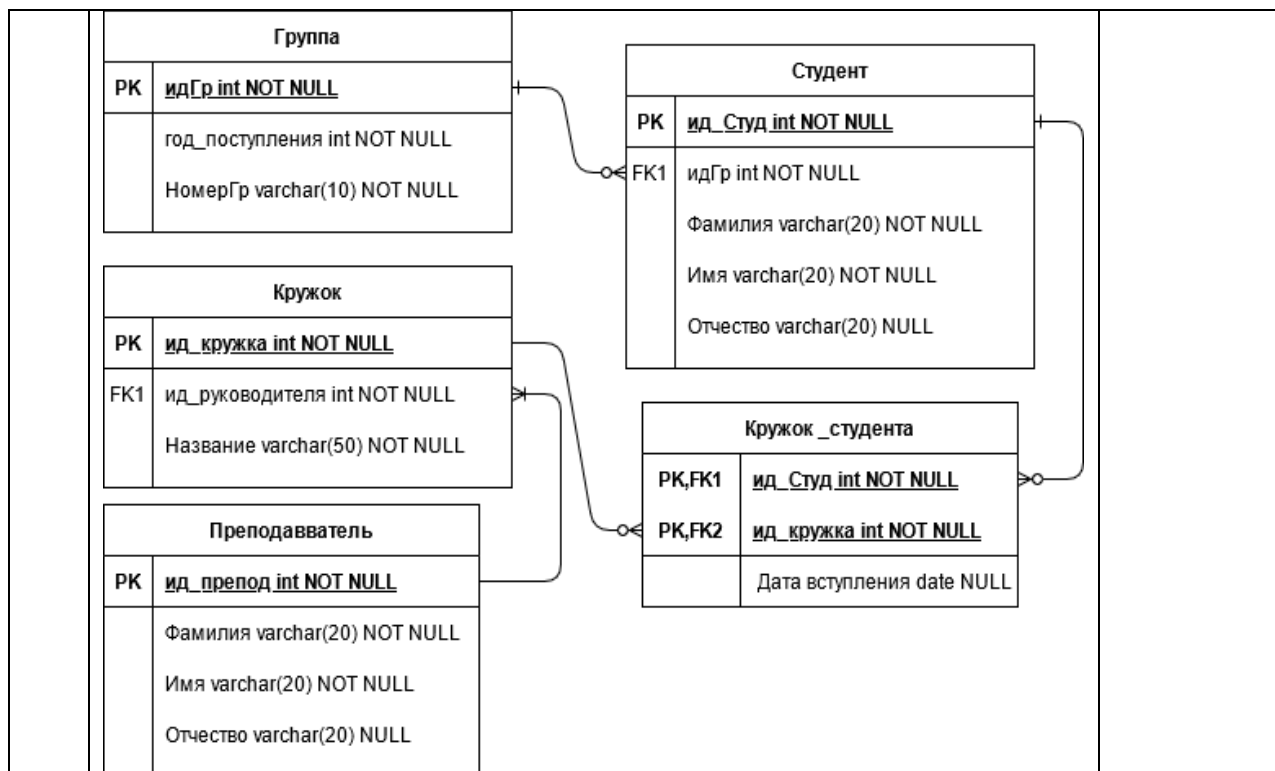 Группа
PK идГр int NOT NULL
год_поступления int NOT NULL
НомерГр varchar(10) NOT NULL
Студент
PK ид_Студ int NOT NULL
FK1 идГр int NOT NULL
Фамилия varchar(20) NOT NULL
Имя varchar(20) NOT NULL
Отчество varchar(20) NULL
Кружок
PK ид_кружка int NOT NULL
FK1 ид_руководителя int NOT NULL
Название varchar(50) NOT NULL
Кружок _студента
PK,FK1 ид_Студ int NOT NULL
PK,FK2 ид_кружка int NOT NULL
Дата вступления date NULL
Преподавватель
PK ид_препод int NOT NULL
Фамилия varchar(20) NOT NULL
Имя varchar(20) NOT NULL
Отчество varchar(20) NULL